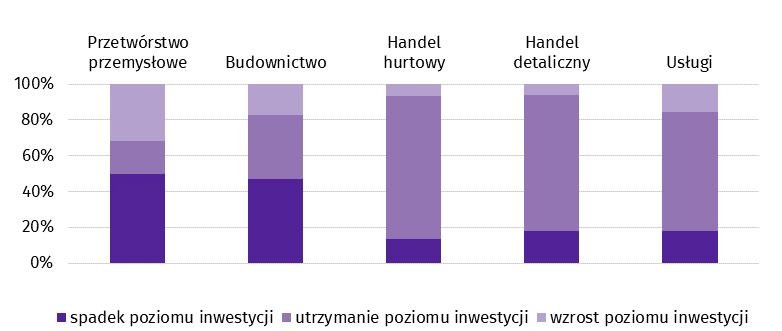 Przetwórstwo
przemysłowe
Budownictwo
Handel
hurtowy
Handel
detaliczny
Usługi
100%
80%
60%
40%
20%
0%
spadek poziomu inwestycji
utrzymanie poziomu inwestycji
wzrost poziomu inwestycji